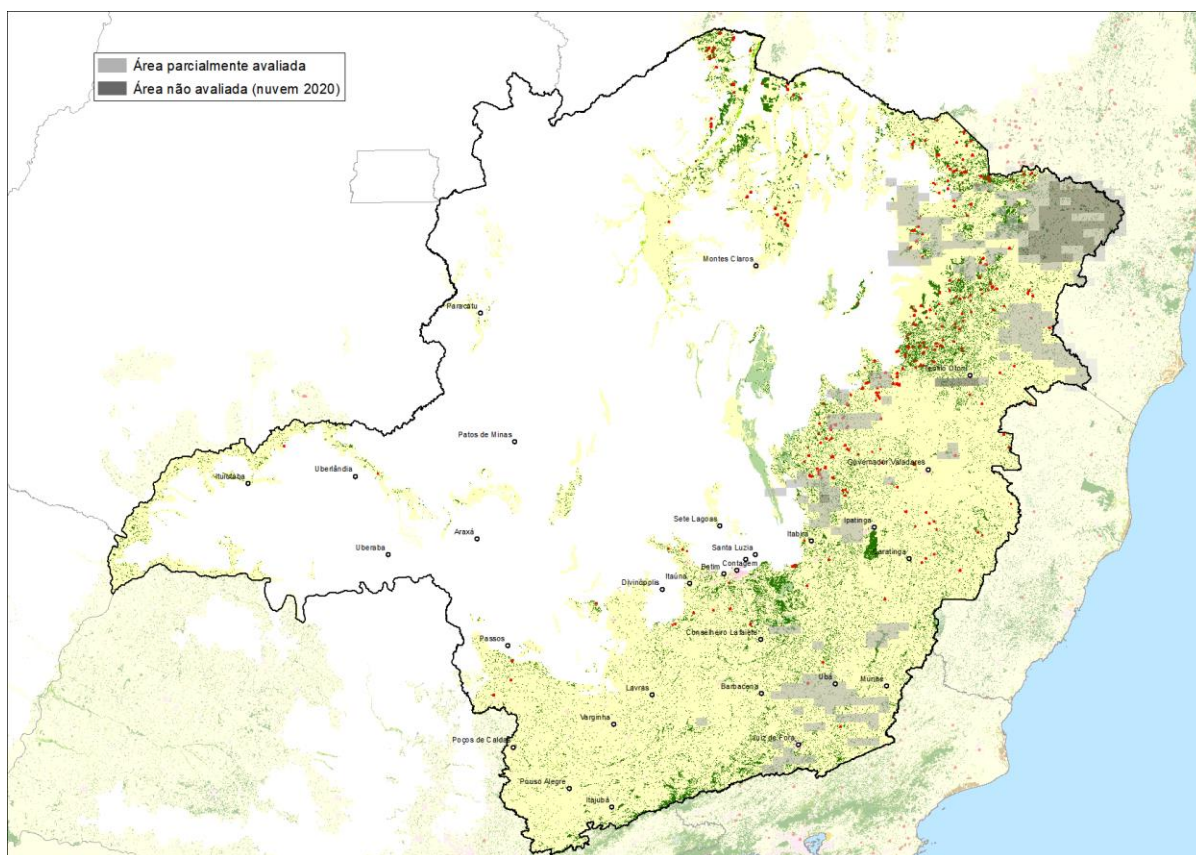 Área parcialmente avaliada
Área não avaliada (nuvem 2020)
Montes Claros
Paracatu
Teófilo Otoni
Patos de Minas
Uberlândia
Ituiutaba
Governador Valadares
Sete Lagoas
Ipatinga
Araxá
Itabira
Santa Luzia
Uberaba
Contagem
Caratinga
Betim
Itaúna
Divinópolis
Conselheiro Lafaiete
Passos
Ubá
Muriaé
Lavras
Barbacena
Varginha
Juiz de Fora
Poços de Caldas
Pouso Alegre
Itajubá